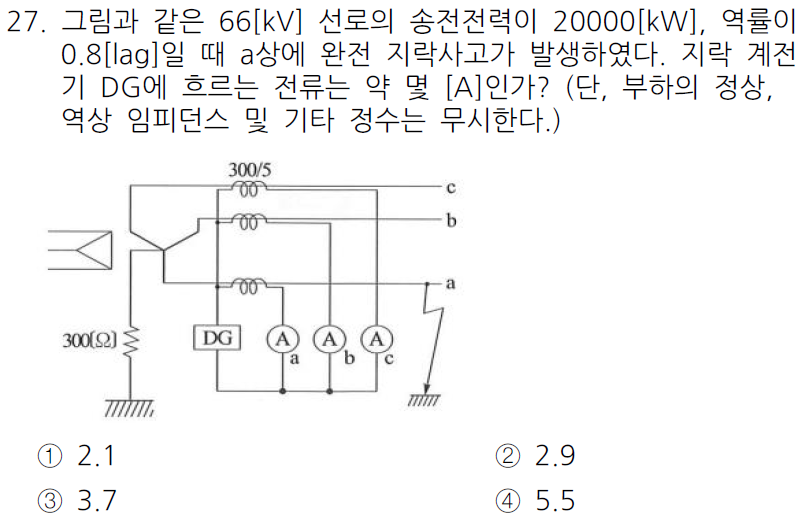 27. 그림과 같은 66[kV] 선로의 송전전력이 20000[kW], 역률이
0.8[lag]일 때 a상에 완전 지락사고가 발생하였다. 지락 계전
기 DG에 흐르는 전류는 약 몇 [A]인가? (단, 부하의 정상,
역상 임피던스 및 기타 정수는 무시한다.)
300/5
c
b
a
300[Ω]
DG
A
A
A
a
b
c
① 2.1
② 2.9
③ 3.7
④ 5.5